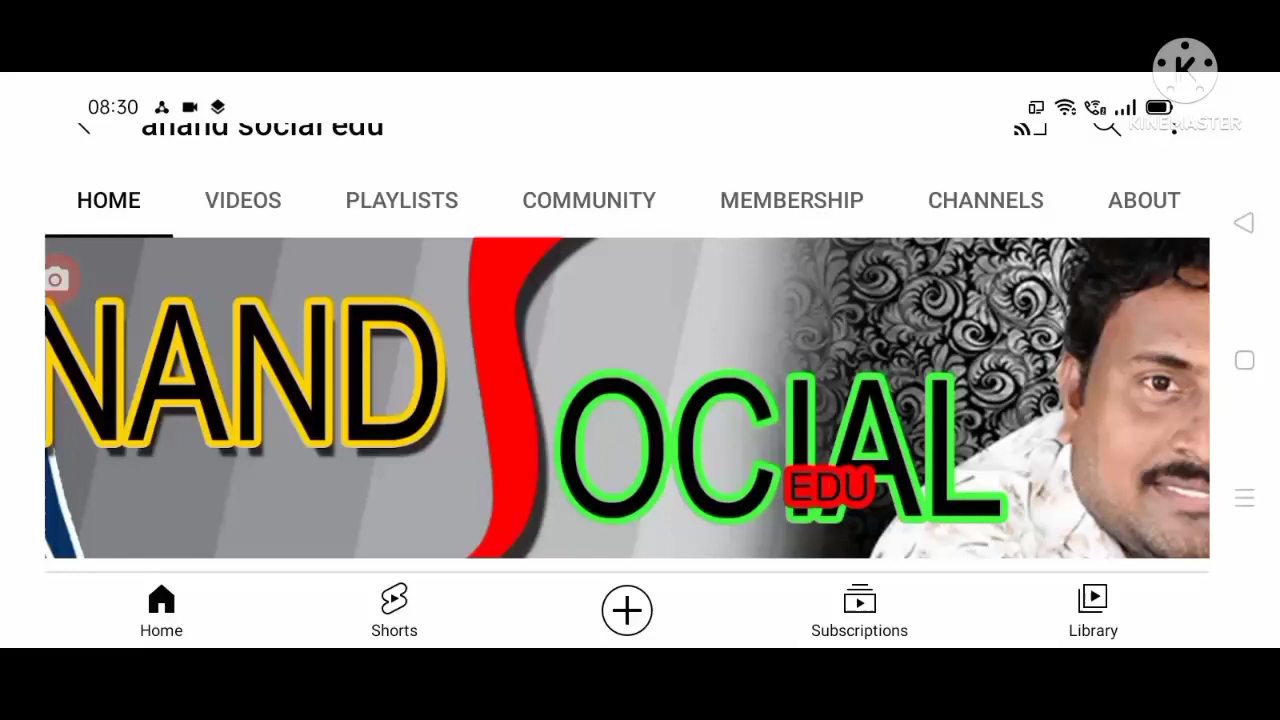 08:30
anand social edu
KINEMASTER
HOME VIDEOS PLAYLISTS COMMUNITY MEMBERSHIP CHANNELS ABOUT
NAND SOCIAL
EDU
Home Shorts Subscriptions Library